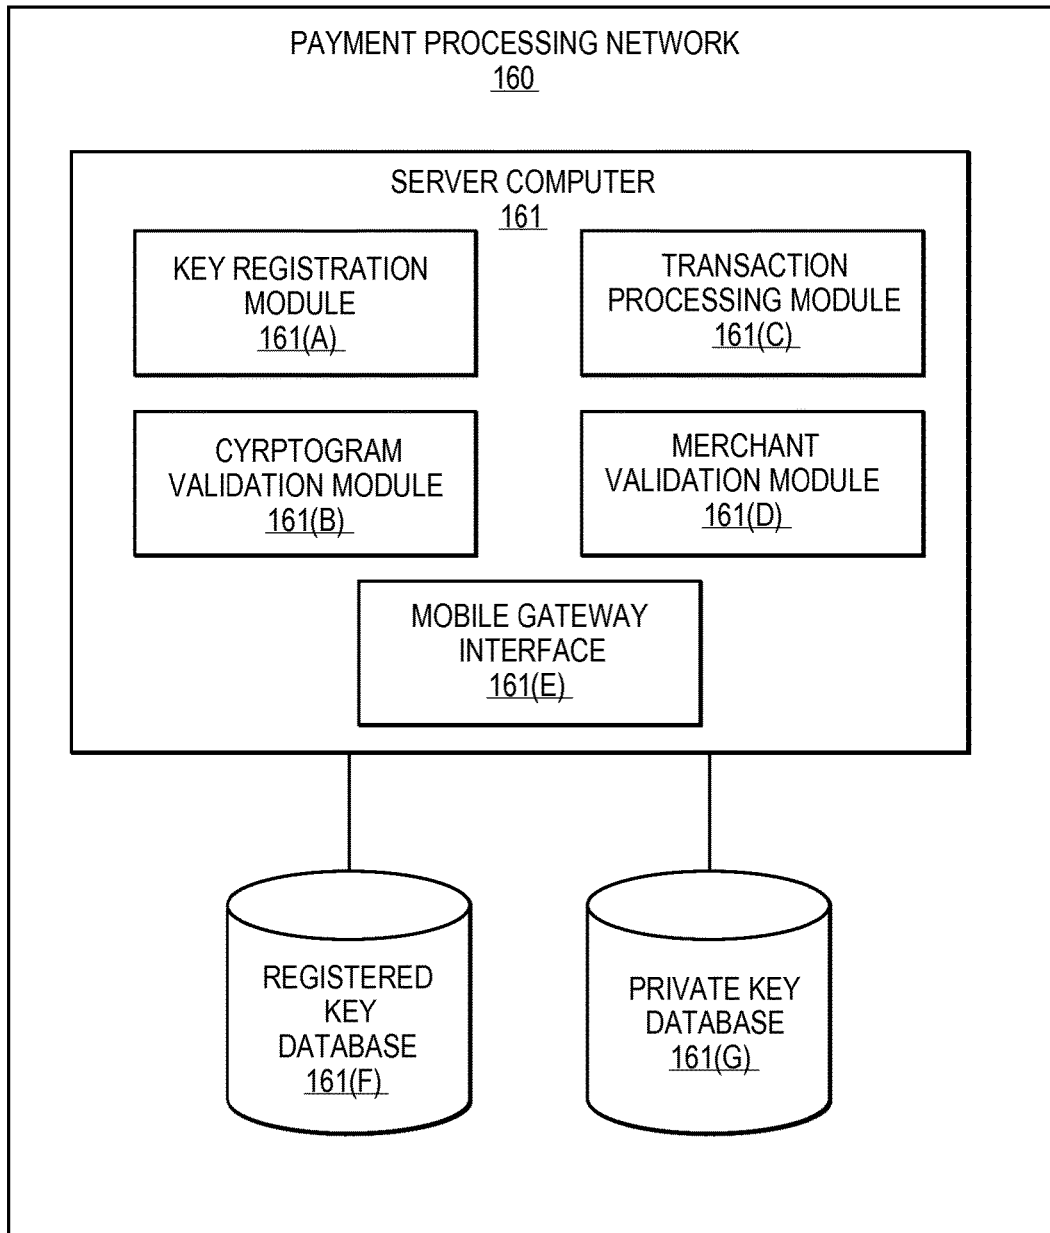 PAYMENT PROCESSING NETWORK
160
SERVER COMPUTER
161
KEY REGISTRATION
MODULE
161(A)
TRANSACTION
PROCESSING MODULE
161(C)
CYRPTOGRAM
VALIDATION MODULE
161(B)
MERCHANT
VALIDATION MODULE
161(D)
MOBILE GATEWAY
INTERFACE
161(E)
REGISTERED
KEY
DATABASE
161(F)
PRIVATE KEY
DATABASE
161(G)